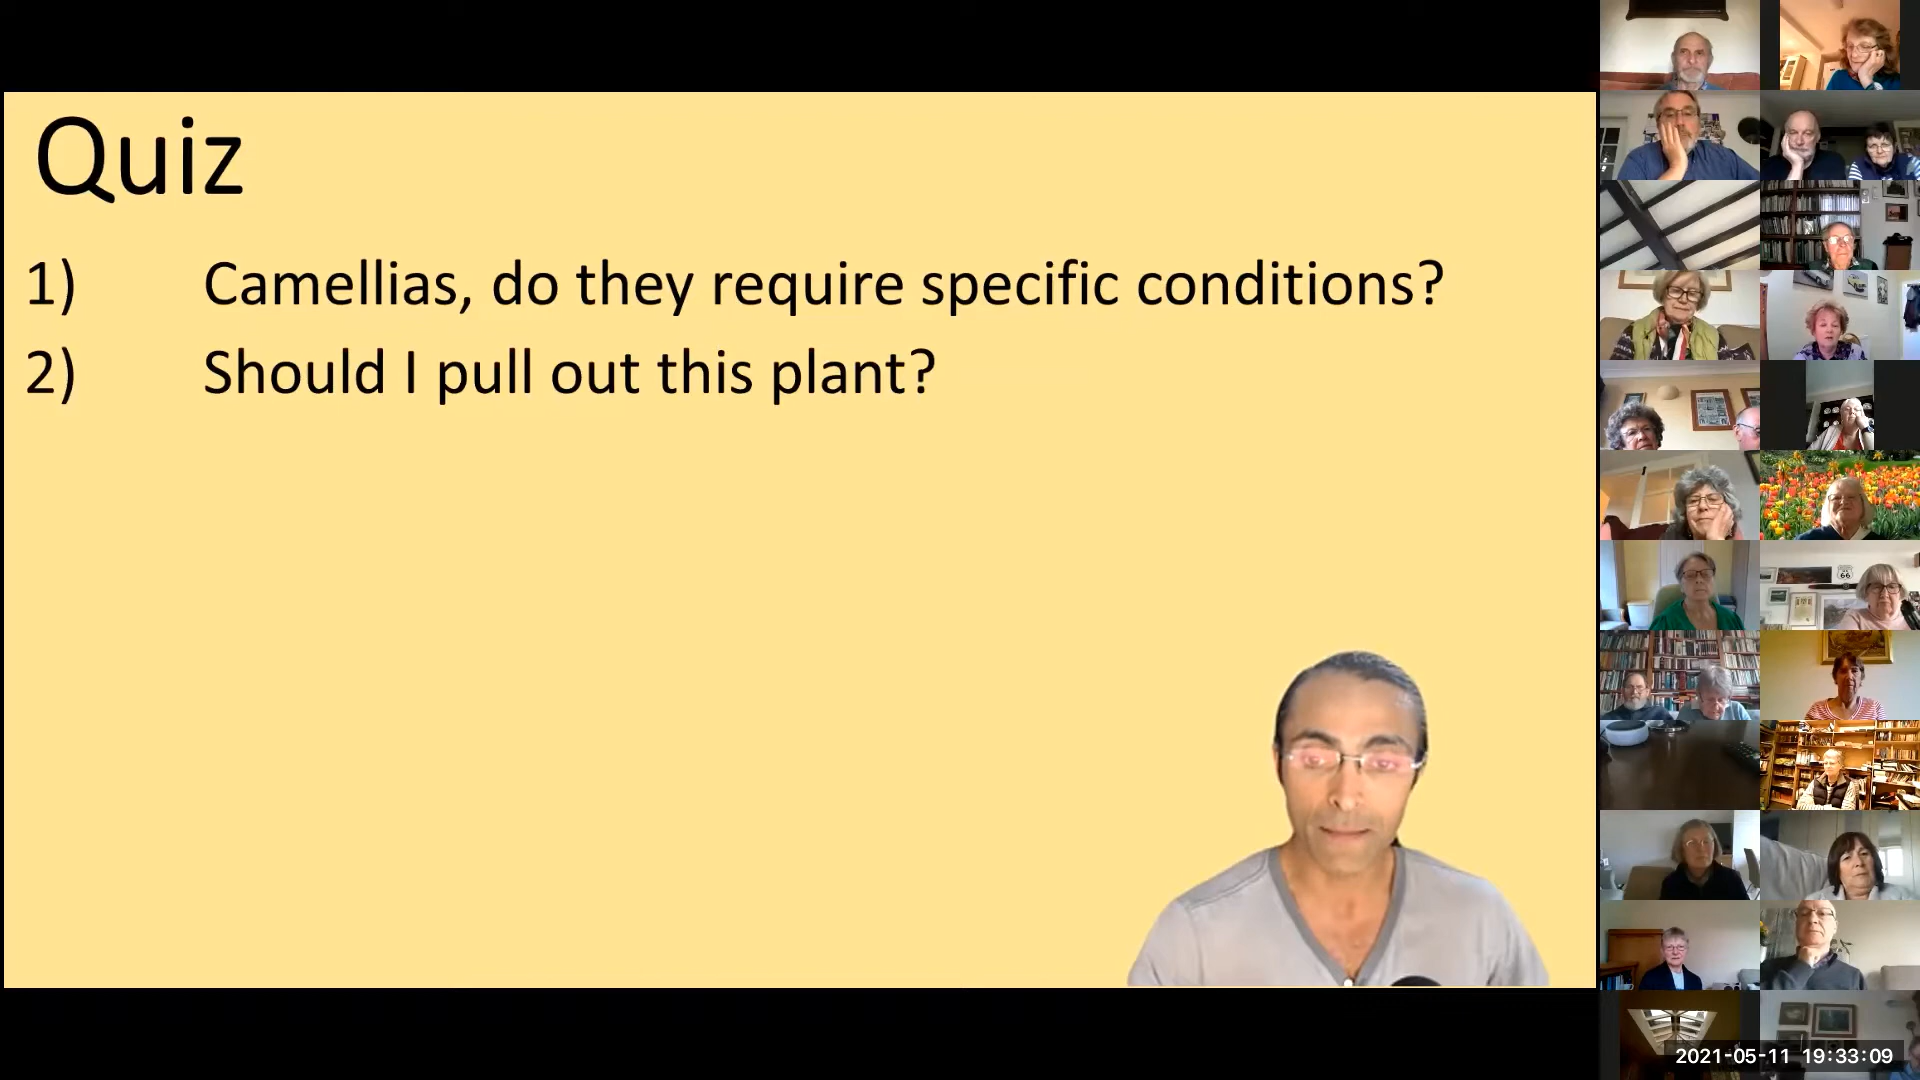 Quiz
1) Camellias, do they require specific conditions?
2) Should I pull out this plant?
66
2021-05-11 19:33:09